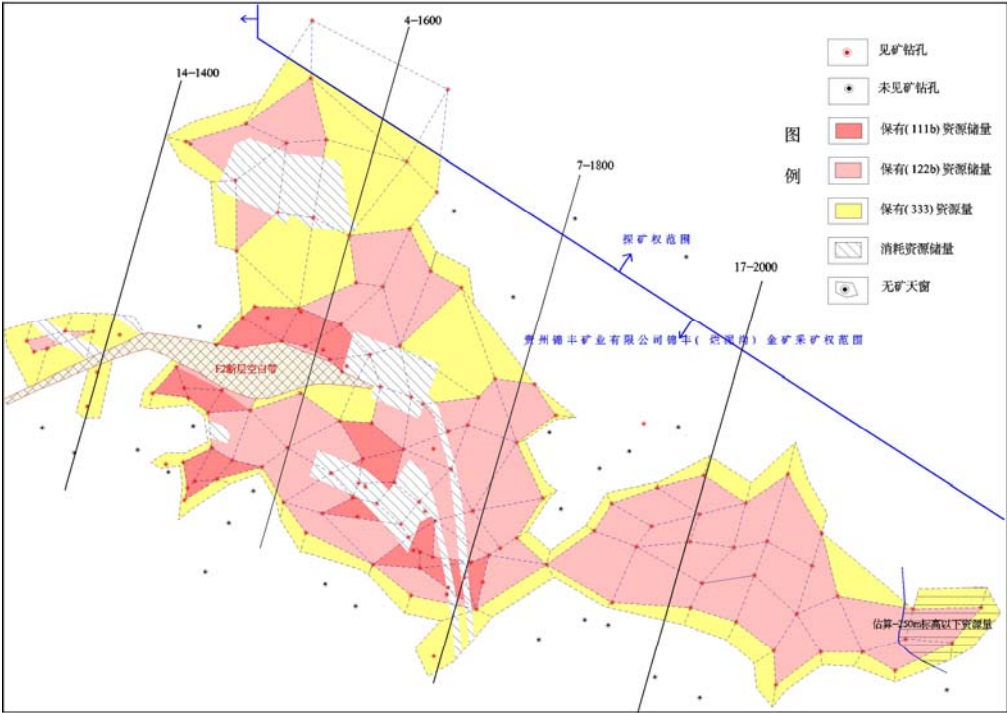 4-1600
14-1400
7-1800
17-2000
图
例
见矿钻孔
未见矿钻孔
保有(111b)资源储量
保有(122b)资源储量
保有(333)资源量
消耗资源储量
无矿天窗
探矿权范围
贵州锦丰矿业有限公司锦丰(烂泥沟)金矿采矿权范围
F2断层空白带
估算-250m标高以下资源量